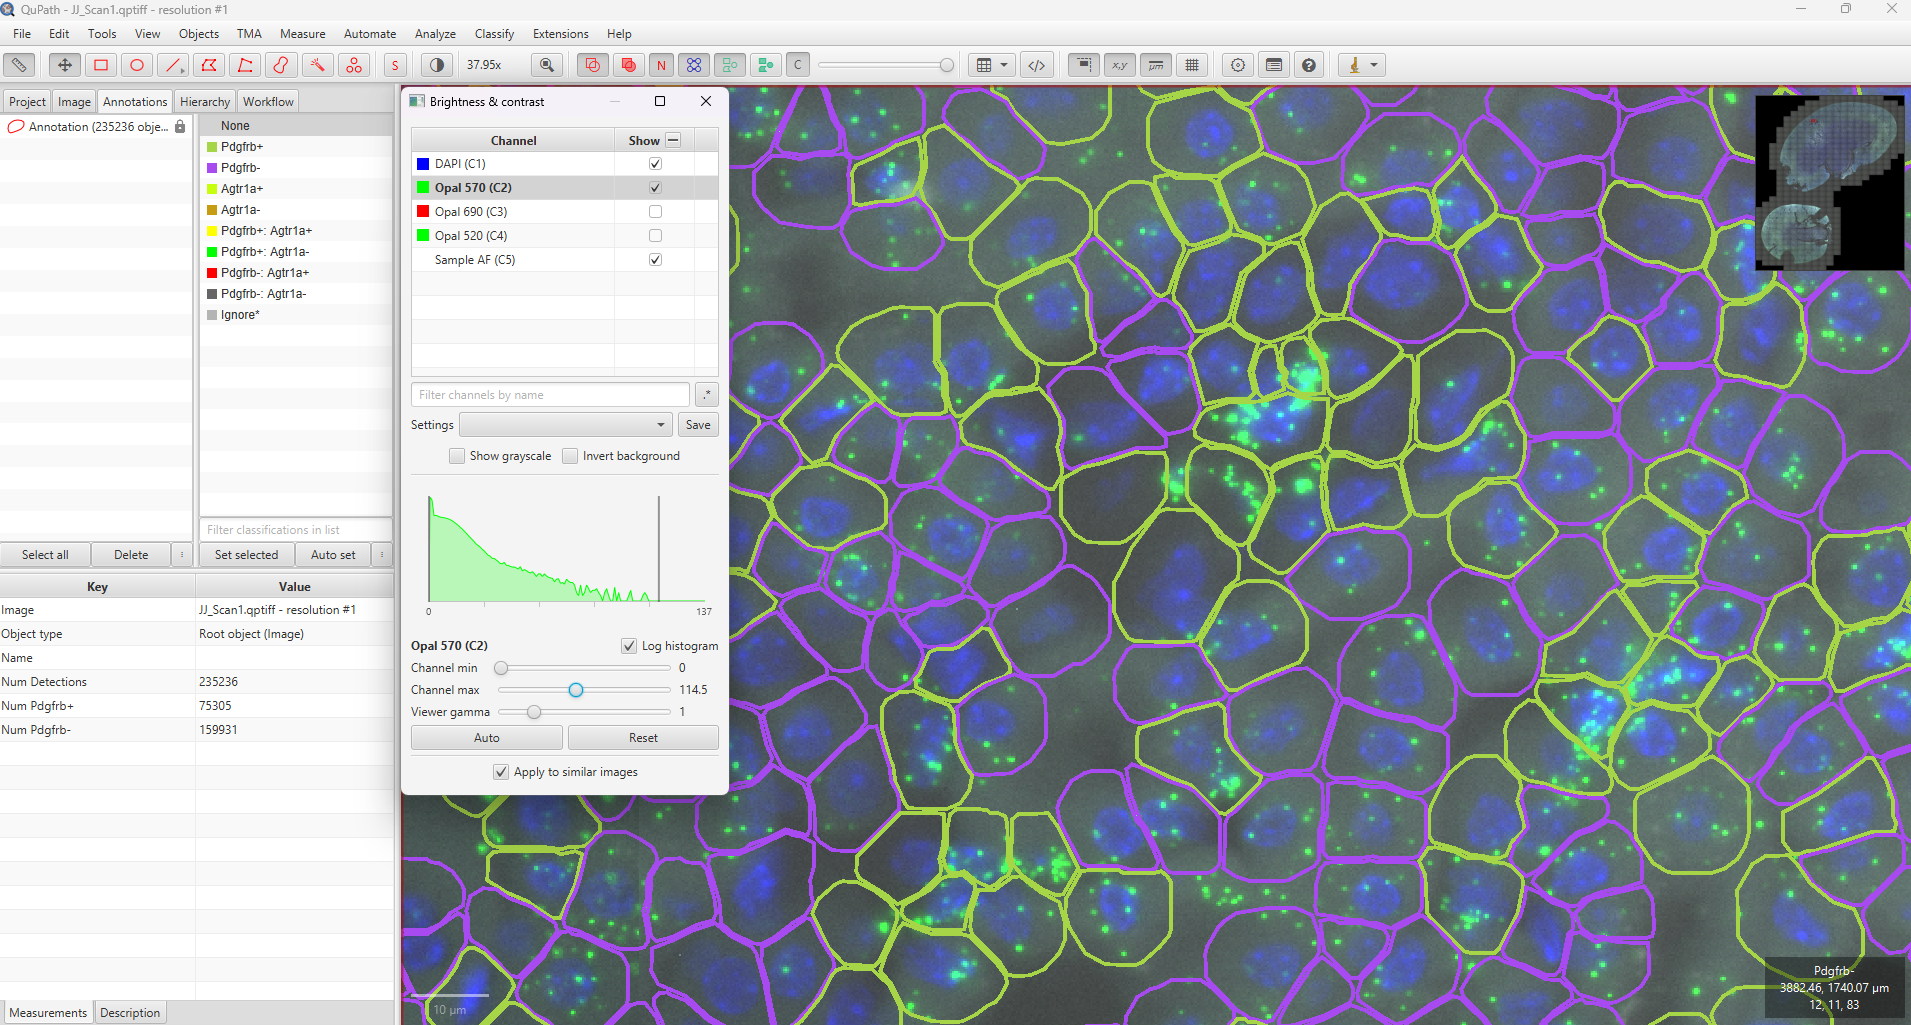 QuPath - JJ_Scan1.qptiff - resolution #1
File Edit Tools View Objects TMA Measure Automate Analyze Classify Extensions Help
S 37.95x N C </> x,y μm
Project Image Annotations Hierarchy Workflow
Annotation (235236 obje...
None
Pdgfrb+
Pdgfrb-
Agtr1a+
Agtr1a-
Pdgfrb+: Agtr1a+
Pdgfrb+: Agtr1a-
Pdgfrb-: Agtr1a+
Pdgfrb-: Agtr1a-
Ignore*
Filter classifications in list
Select all Delete Set selected Auto set
Key Value
Image JJ_Scan1.qptiff - resolution #1
Object type Root object (Image)
Name
Num Detections 235236
Num Pdgfrb+ 75305
Num Pdgfrb- 159931
Measurements Description
Brightness & contrast
Channel Show
DAPI (C1)
Opal 570 (C2)
Opal 690 (C3)
Opal 520 (C4)
Sample AF (C5)
Filter channels by name .*
Settings Save
Show grayscale Invert background
0 137
Opal 570 (C2) Log histogram
Channel min 0
Channel max 114.5
Viewer gamma 1
Auto Reset
Apply to similar images
10 μm
Pdgfrb-
3882.46, 1740.07 μm
12, 11, 83